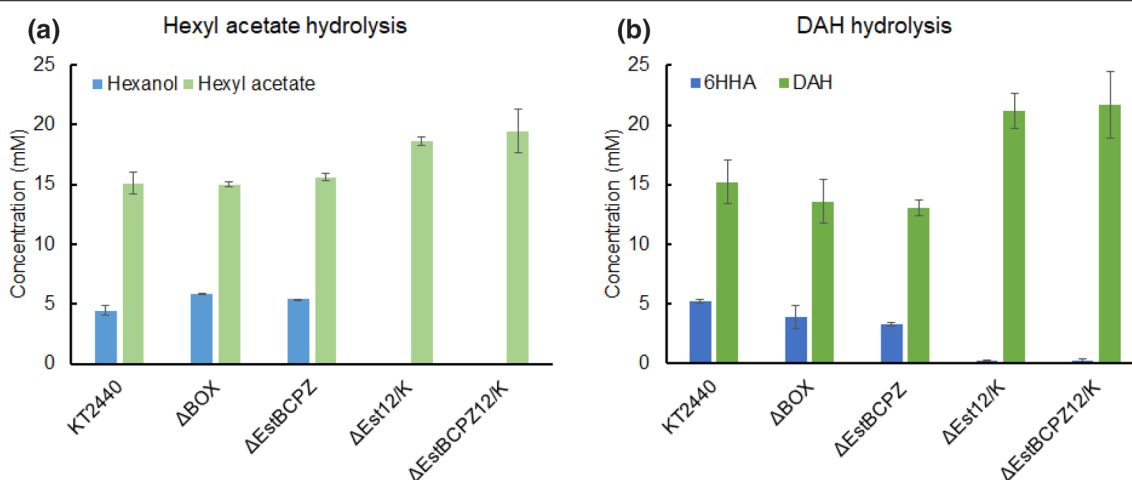 (a)
Hexyl acetate hydrolysis
Hexanol Hexyl acetate
Concentration (mM)
25
20
15
10
5
0
KT2440
ΔBOX
ΔEstBCPZ
ΔEst12/K
ΔEstBCPZ12/K
(b)
DAH hydrolysis
6HHA DAH
Concentration (mM)
25
20
15
10
5
0
KT2440
ΔBOX
ΔEstBCPZ
ΔEst12/K
ΔEstBCPZ12/K